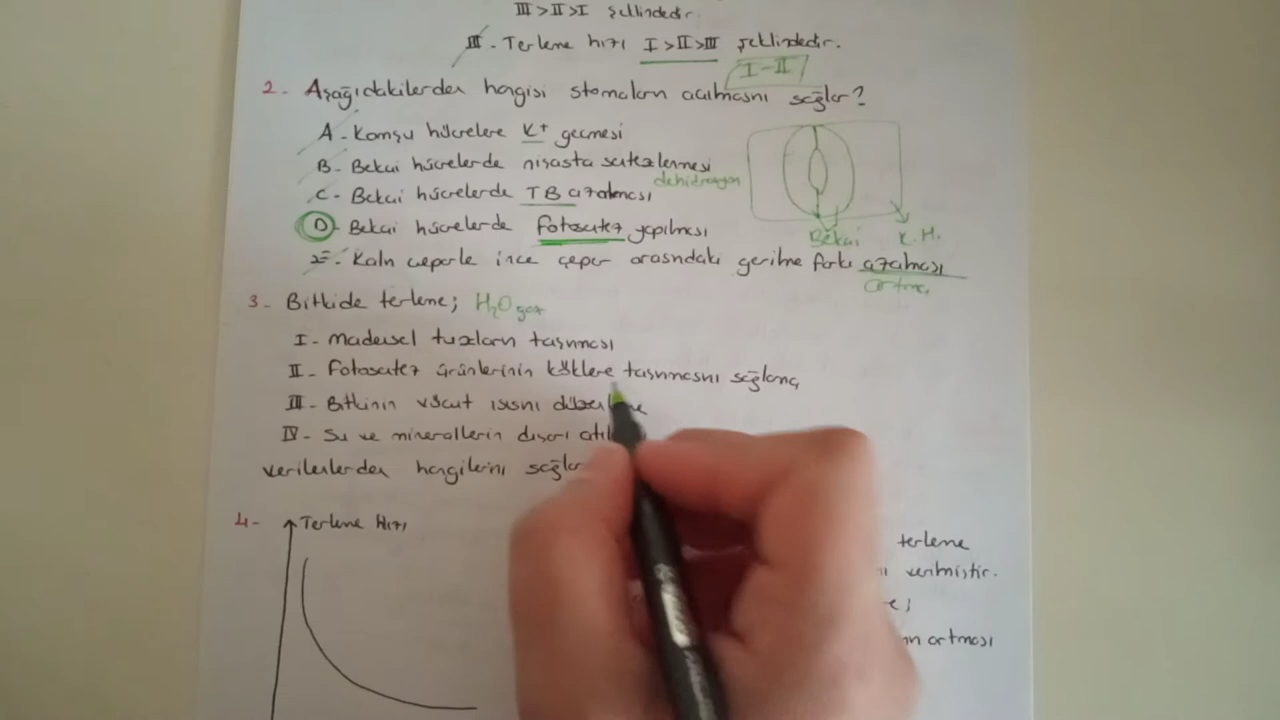 III > II > I şeklindedir.
III - Terleme hızı I > II > III şeklindedir.
I - II
2 - Aşağıdakilerden hangisi stomaların açılmasını sağlar?
A - Komşu hücrelere K+ geçmesi
B - Bekçi hücrelerde nişasta sentezlenmesi
dehidrasyon
C - Bekçi hücrelerde TB azalması
D - Bekçi hücrelerde fotosentez yapılması
Bekçi K.H.
E - Kalın çeperle ince çeper arasındaki gerilme farkı azalması
artma
3 - Bitkide terleme; H2O gaz
I - madensel tuzların taşınması
II - Fotosentez ürünlerinin köklere taşınmasını sağlama
III - Bitkinin vücut ısısını
IV - Su ve minerallerin dışarı
verilenlerden hangilerini
4 - Terleme Hızı
terleme
verilmiştir.
artması